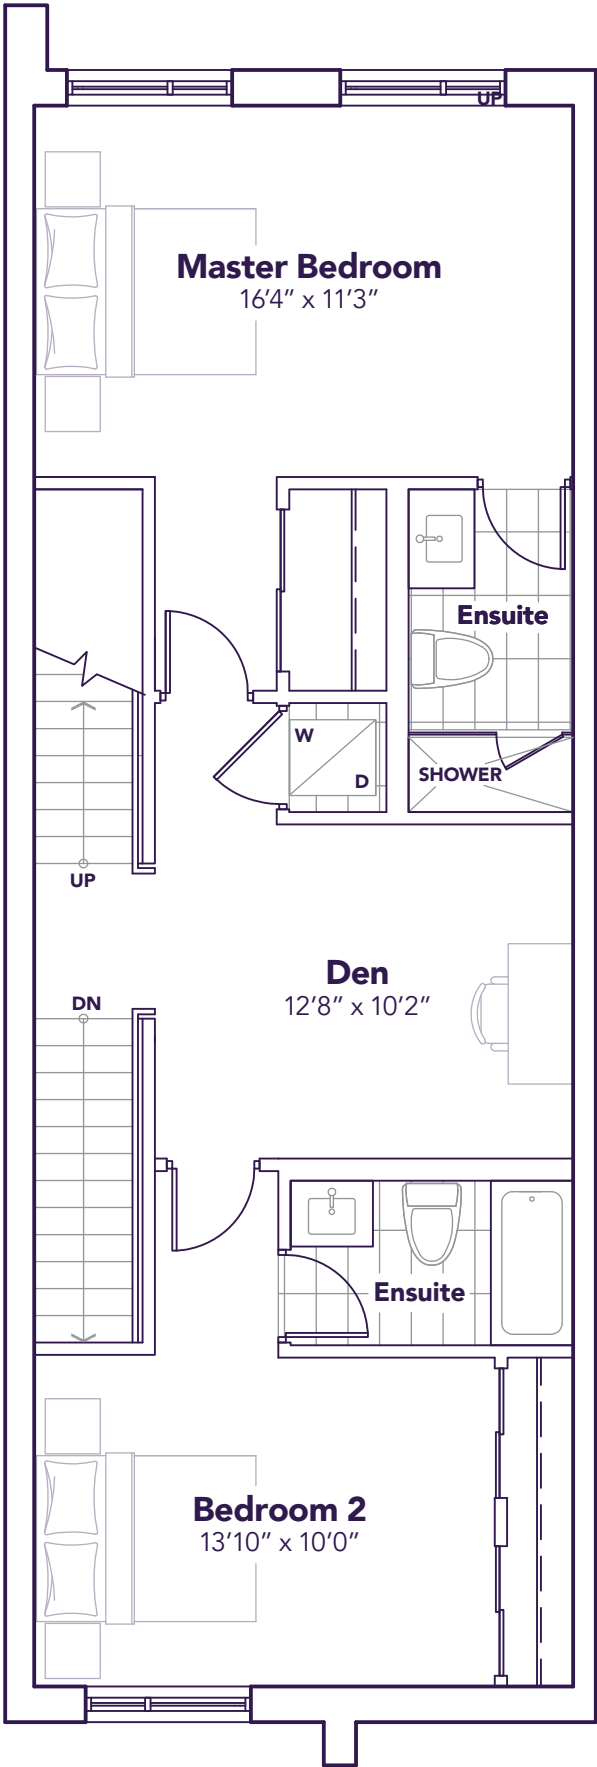 UP
Master Bedroom
16'4" x 11'3"
Ensuite
W
D
SHOWER
UP
Den
12'8" x 10'2"
DN
Ensuite
Bedroom 2
13'10" x 10'0"